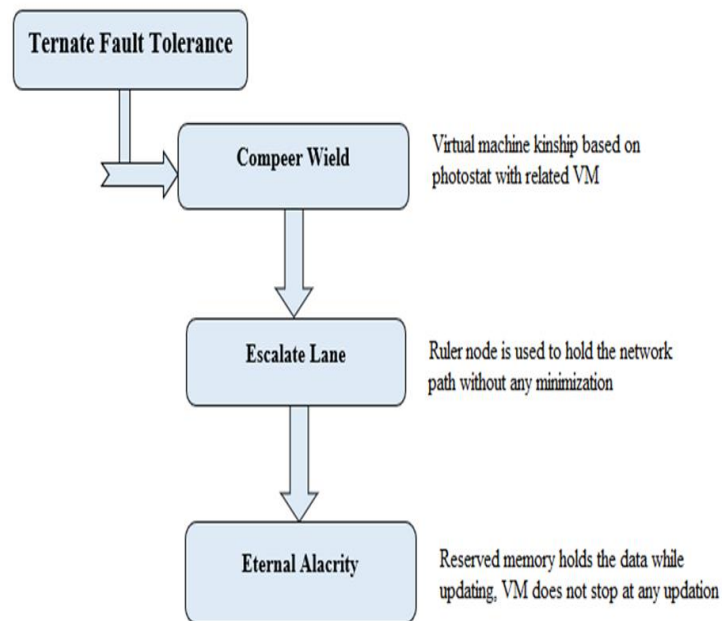 Ternate Fault Tolerance
Compeer Wield
Virtual machine kinship based on
photostat with related VM
Escalate Lane
Ruler node is used to hold the network
path without any minimization
Eternal Alacrity
Reserved memory holds the data while
updating, VM does not stop at any updation